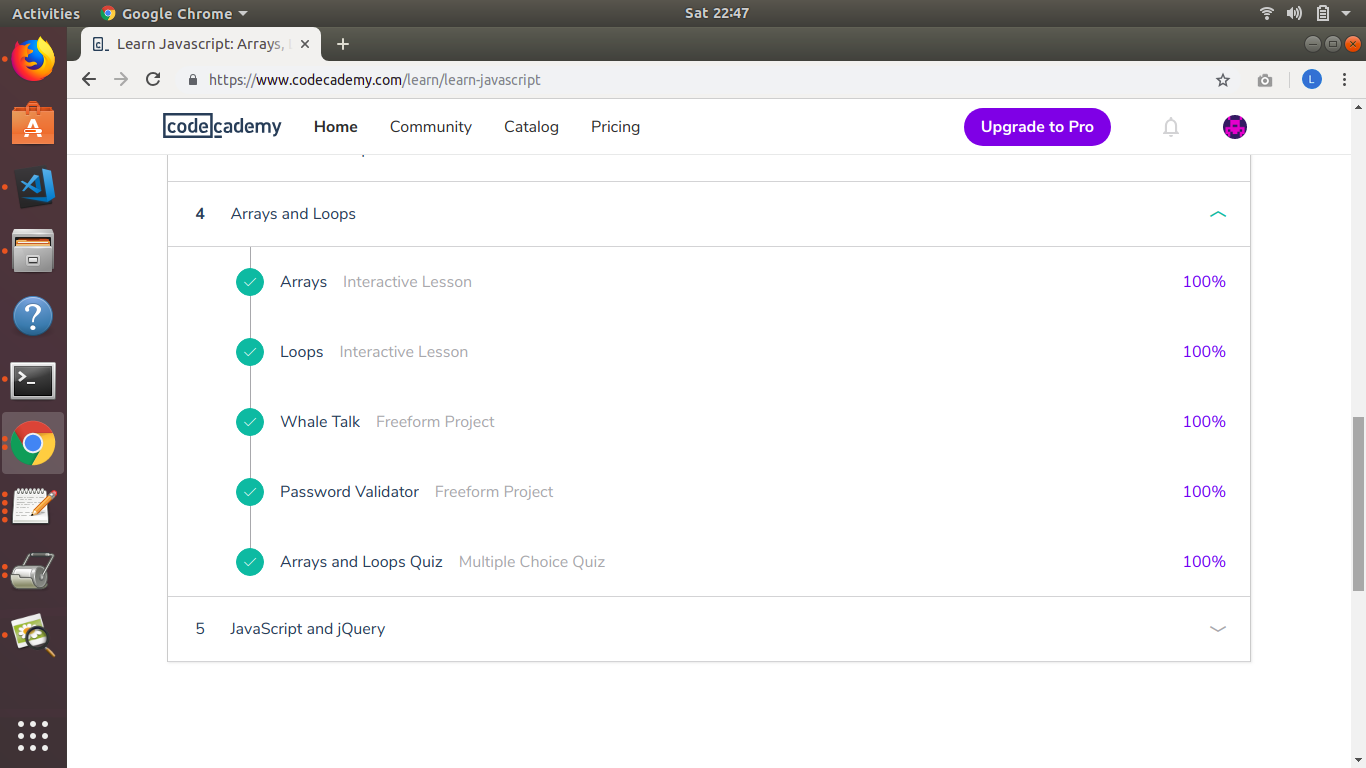 Activities Google Chrome Sat 22:47
Learn Javascript: Arrays,
https://www.codecademy.com/learn/learn-javascript L
codecademy Home Community Catalog Pricing Upgrade to Pro
4 Arrays and Loops
Arrays Interactive Lesson 100%
Loops Interactive Lesson 100%
Whale Talk Freeform Project 100%
Password Validator Freeform Project 100%
Arrays and Loops Quiz Multiple Choice Quiz 100%
5 JavaScript and jQuery